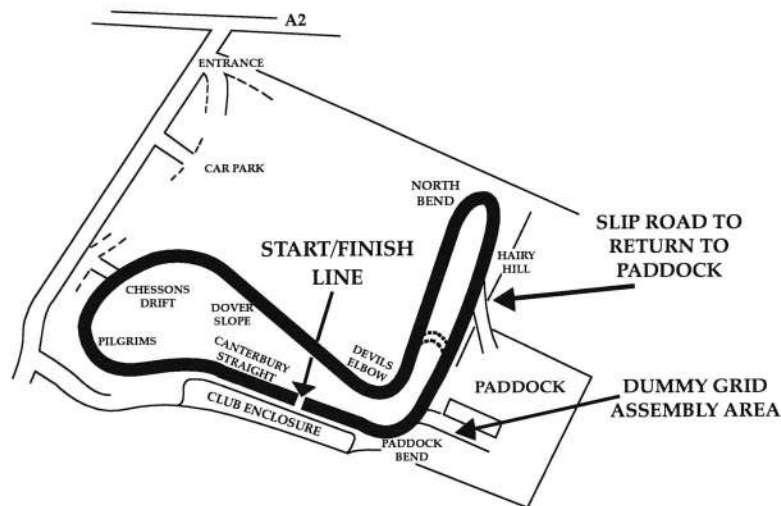 A2
ENTRANCE
CAR PARK
NORTH
BEND
SLIP ROAD TO
RETURN TO
PADDOCK
START/FINISH
LINE
HAIRY
HILL
CHESSONS
DRIFT
DOVER
SLOPE
PILGRIMS
CANTERBURY
STRAIGHT
DEVILS
ELBOW
PADDOCK
DUMMY GRID
ASSEMBLY AREA
CLUB ENCLOSURE
PADDOCK
BEND